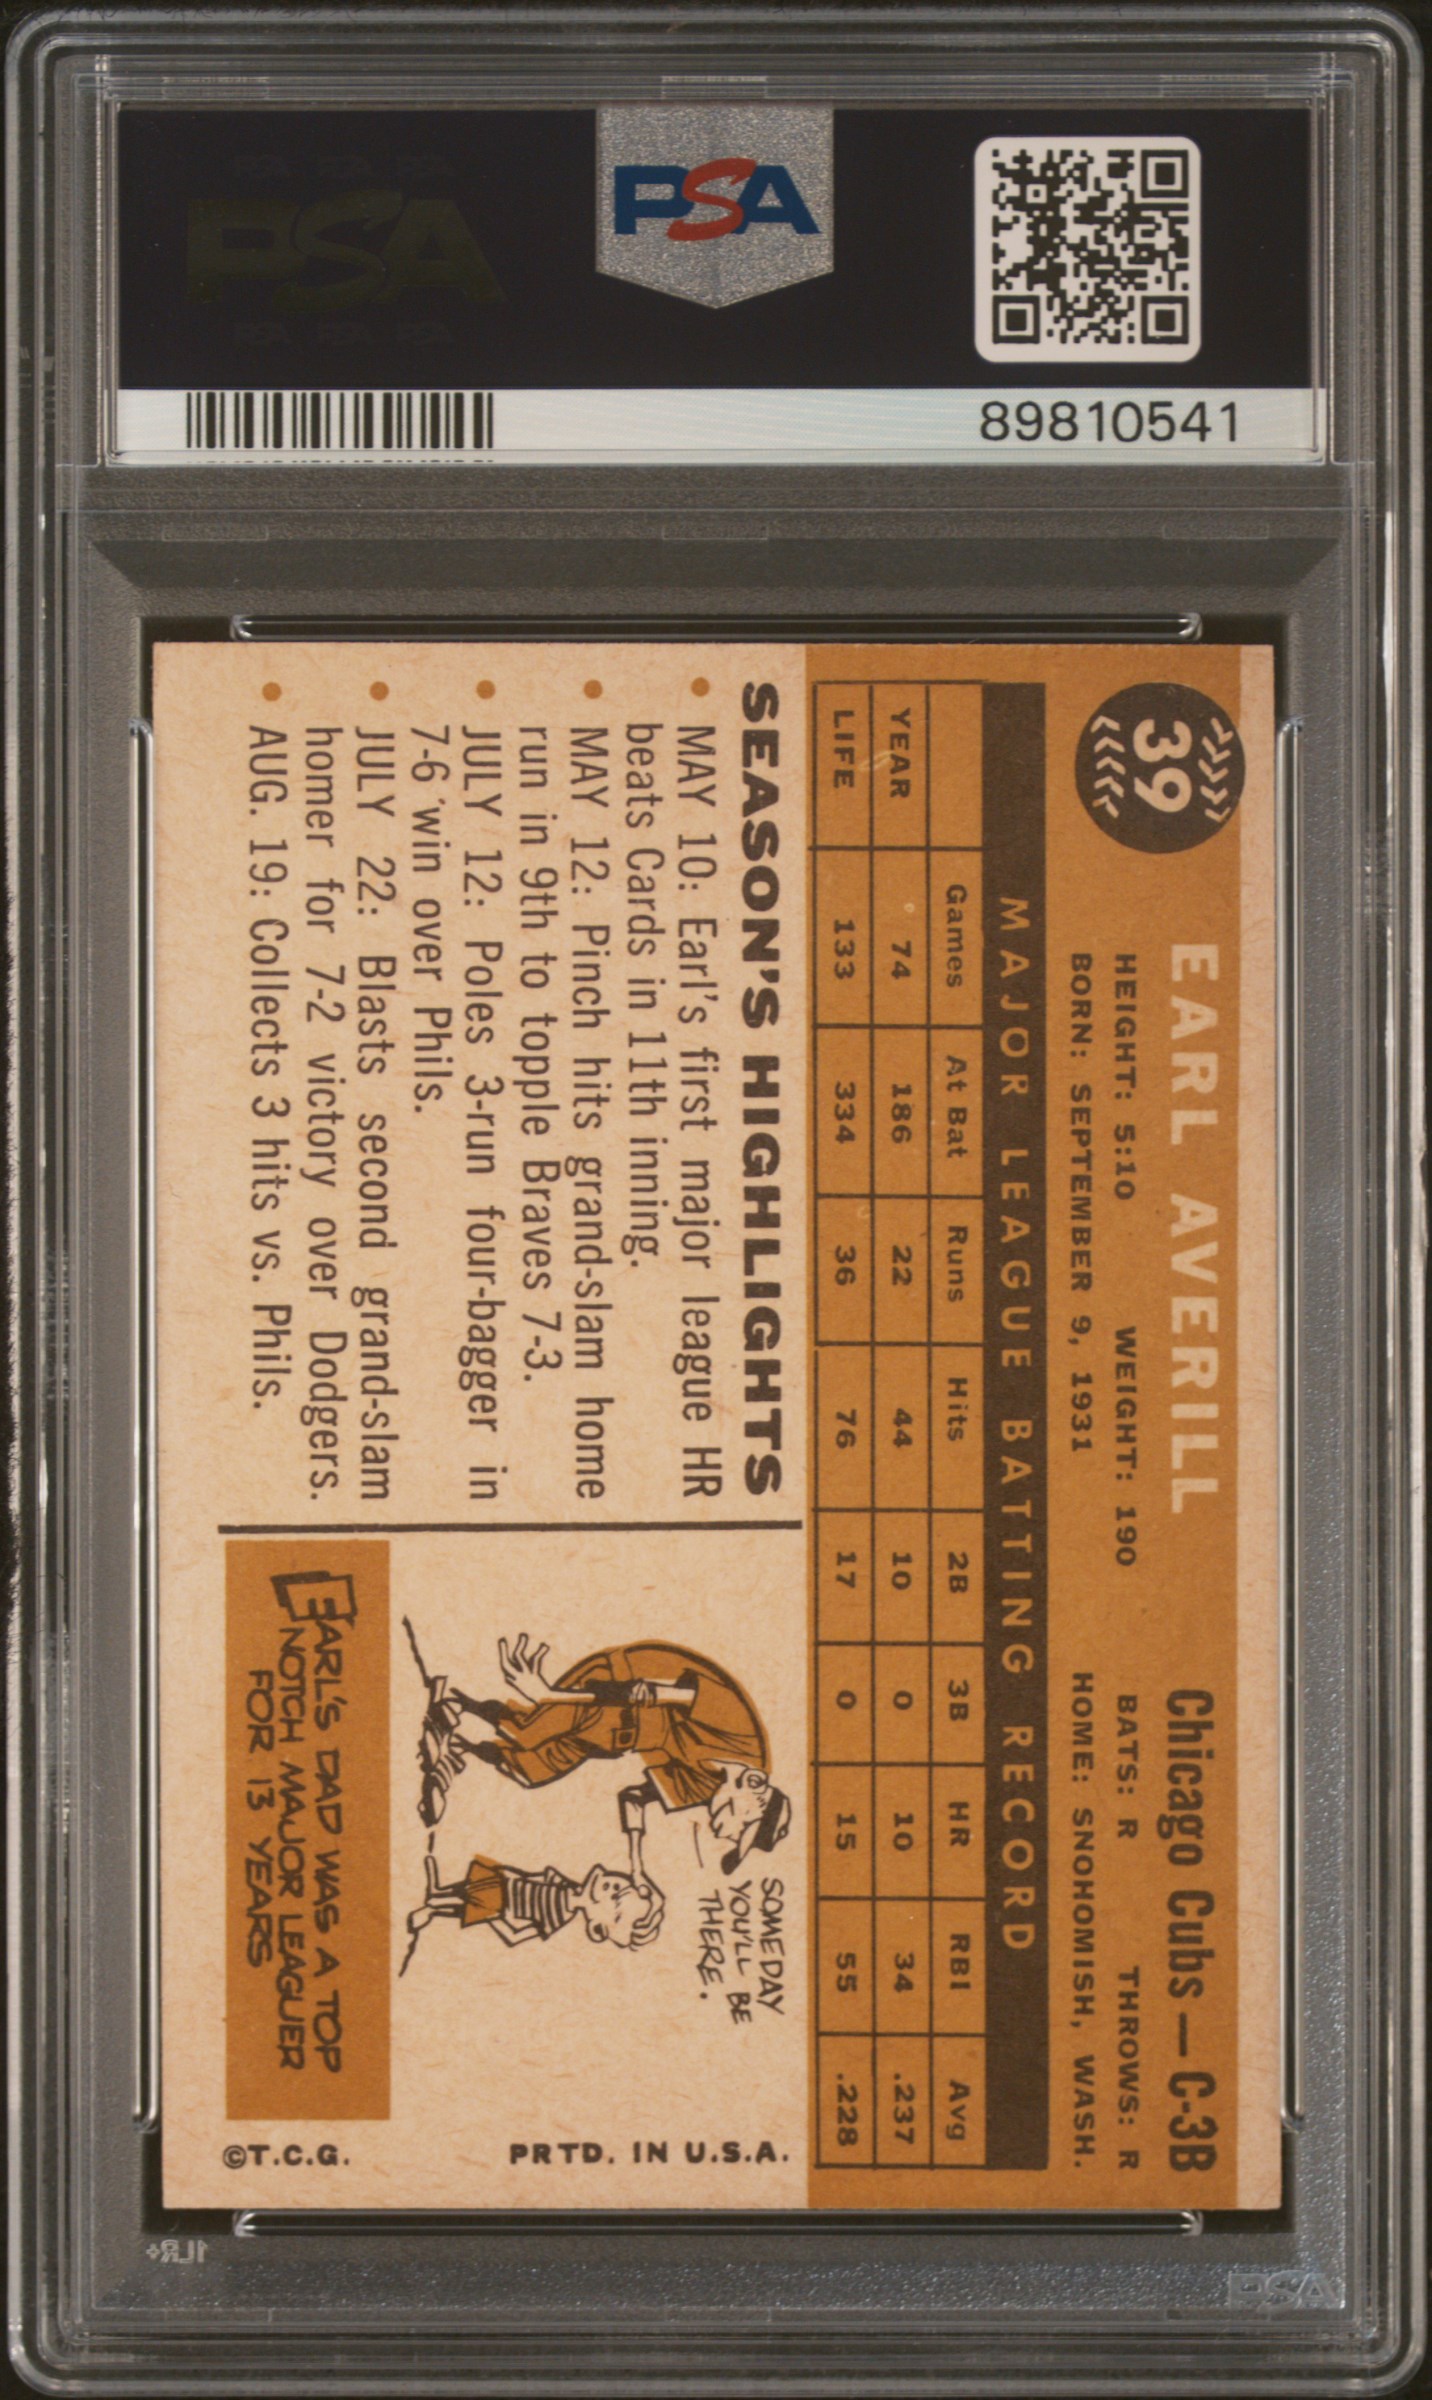 PSA
PSA
89810541
39
EARL AVERILL
Chicago Cubs — C-3B
HEIGHT: 5:10 WEIGHT: 190 BATS: R THROWS: R
BORN: SEPTEMBER 9, 1931 HOME: SNOHOMISH, WASH.
MAJOR LEAGUE BATTING RECORD
Games At Bat Runs Hits 2B 3B HR RBI Avg
YEAR 74 186 22 44 10 0 10 34 .237
LIFE 133 334 36 76 17 0 15 55 .228
SEASON'S HIGHLIGHTS
• MAY 10: Earl's first major league HR
beats Cards in 11th inning.
• MAY 12: Pinch hits grand-slam home
run in 9th to topple Braves 7-3.
• JULY 12: Poles 3-run four-bagger in
7-6 win over Phils.
• JULY 22: Blasts second grand-slam
homer for 7-2 victory over Dodgers.
• AUG. 19: Collects 3 hits vs. Phils.
SOMEDAY
YOU'LL BE
THERE.
EARL'S DAD WAS A TOP
NOTCH MAJOR LEAGUER
FOR 13 YEARS
©T.C.G.
PRTD. IN U.S.A.
1LR+
PSA